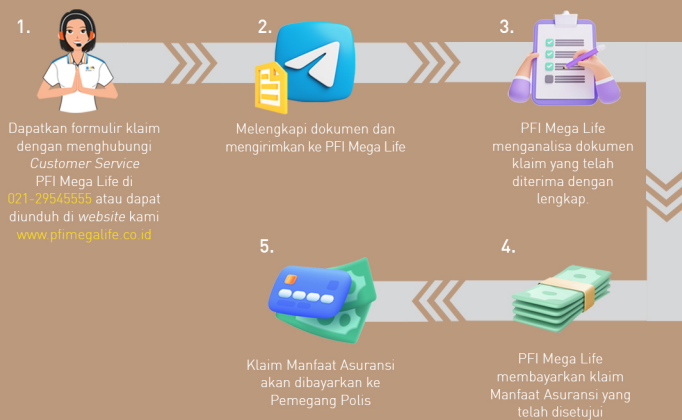 1.
Dapatkan formulir klaim
dengan menghubungi
Customer Service
PFI Mega Life di
021-29545555 atau dapat
diunduh di website kami
www.pfimegalife.co.id
2.
Melengkapi dokumen dan
mengirimkan ke PFI Mega Life
3.
PFI Mega Life
menganalisa dokumen
klaim yang telah
diterima dengan
lengkap.
4.
PFI Mega Life
membayarkan klaim
Manfaat Asuransi yang
telah disetujui
5.
Klaim Manfaat Asuransi
akan dibayarkan ke
Pemegang Polis